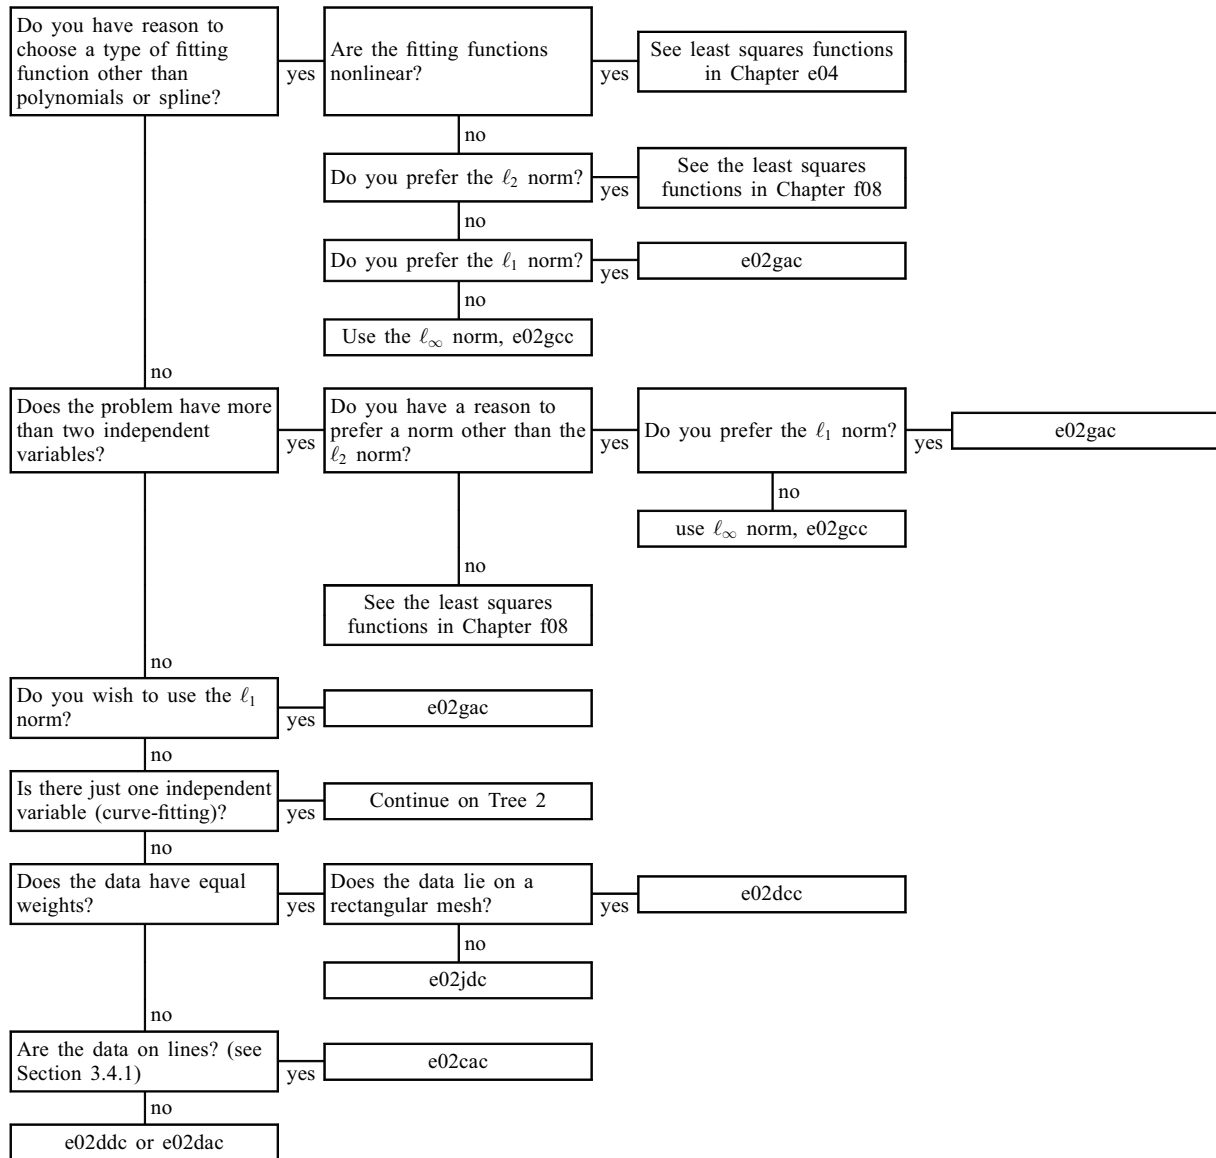 Do you have reason to
choose a type of fitting
function other than
polynomials or spline?
yes
Are the fitting functions
nonlinear?
yes
See least squares functions
in Chapter e04
no
Do you prefer the ℓ₂ norm?
yes
See the least squares
functions in Chapter f08
no
Do you prefer the ℓ₁ norm?
yes
e02gac
no
Use the ℓ∞ norm, e02gcc
no
Does the problem have more
than two independent
variables?
yes
Do you have a reason to
prefer a norm other than the
ℓ₂ norm?
yes
Do you prefer the ℓ₁ norm?
yes
e02gac
no
use ℓ∞ norm, e02gcc
no
See the least squares
functions in Chapter f08
no
Do you wish to use the ℓ₁
norm?
yes
e02gac
no
Is there just one independent
variable (curve-fitting)?
yes
Continue on Tree 2
no
Does the data have equal
weights?
yes
Does the data lie on a
rectangular mesh?
yes
e02dcc
no
e02jdc
no
Are the data on lines? (see
Section 3.4.1)
yes
e02cac
no
e02ddc or e02dac